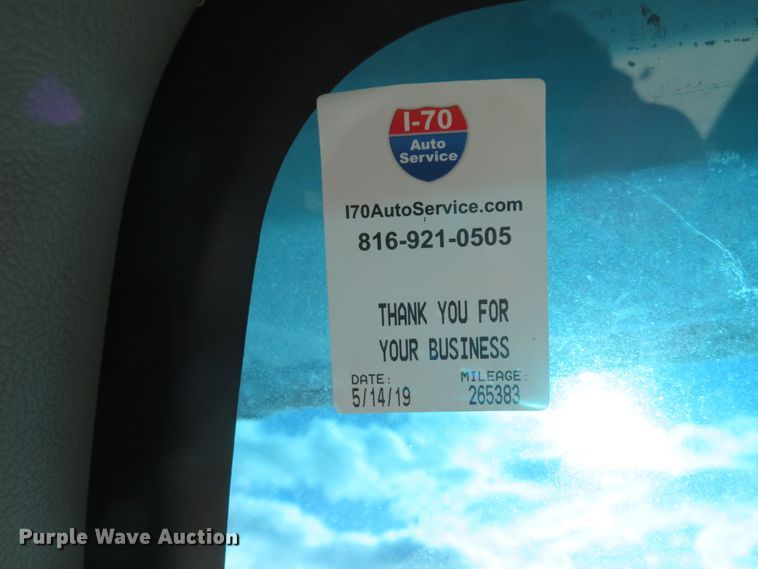 I-70
Auto
Service
I70AutoService.com
816-921-0505
THANK YOU FOR
YOUR BUSINESS
DATE: MILEAGE:
5/14/19 265383
Purple Wave Auction